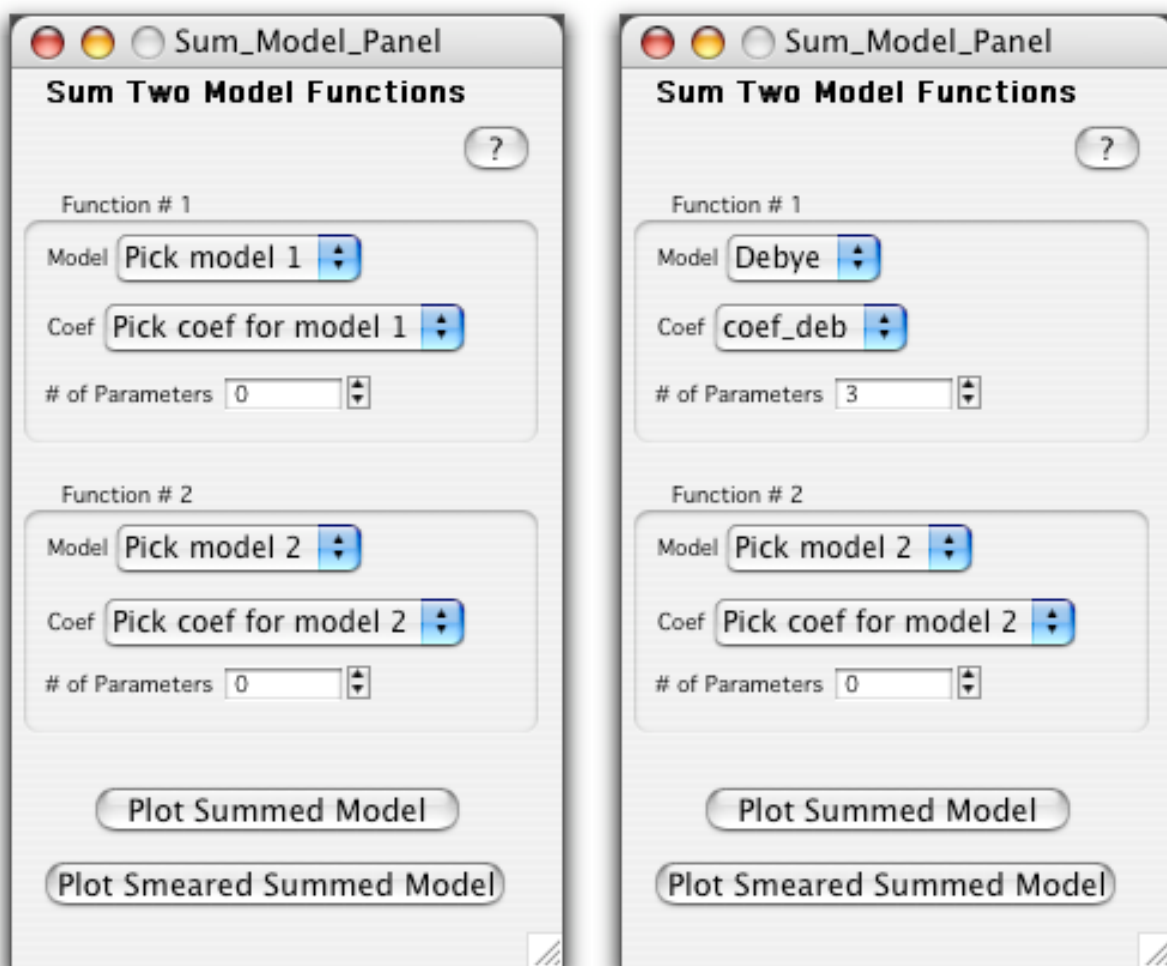 Sum_Model_Panel
Sum Two Model Functions
?
Function # 1
Model Pick model 1
Coef Pick coef for model 1
# of Parameters 0
Function # 2
Model Pick model 2
Coef Pick coef for model 2
# of Parameters 0
Plot Summed Model
Plot Smeared Summed Model
Sum_Model_Panel
Sum Two Model Functions
?
Function # 1
Model Debye
Coef coef_deb
# of Parameters 3
Function # 2
Model Pick model 2
Coef Pick coef for model 2
# of Parameters 0
Plot Summed Model
Plot Smeared Summed Model